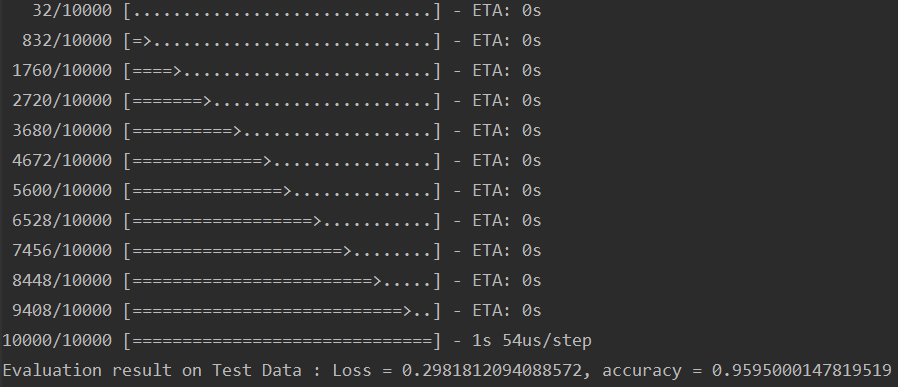 32/10000 [..............................] - ETA: 0s
832/10000 [=>............................] - ETA: 0s
1760/10000 [====>.........................] - ETA: 0s
2720/10000 [=======>......................] - ETA: 0s
3680/10000 [==========>...................] - ETA: 0s
4672/10000 [=============>................] - ETA: 0s
5600/10000 [===============>..............] - ETA: 0s
6528/10000 [==================>...........] - ETA: 0s
7456/10000 [=====================>........] - ETA: 0s
8448/10000 [========================>.....] - ETA: 0s
9408/10000 [===========================>..] - ETA: 0s
10000/10000 [==============================] - 1s 54us/step
Evaluation result on Test Data : Loss = 0.2981812094088572, accuracy = 0.9595000147819519